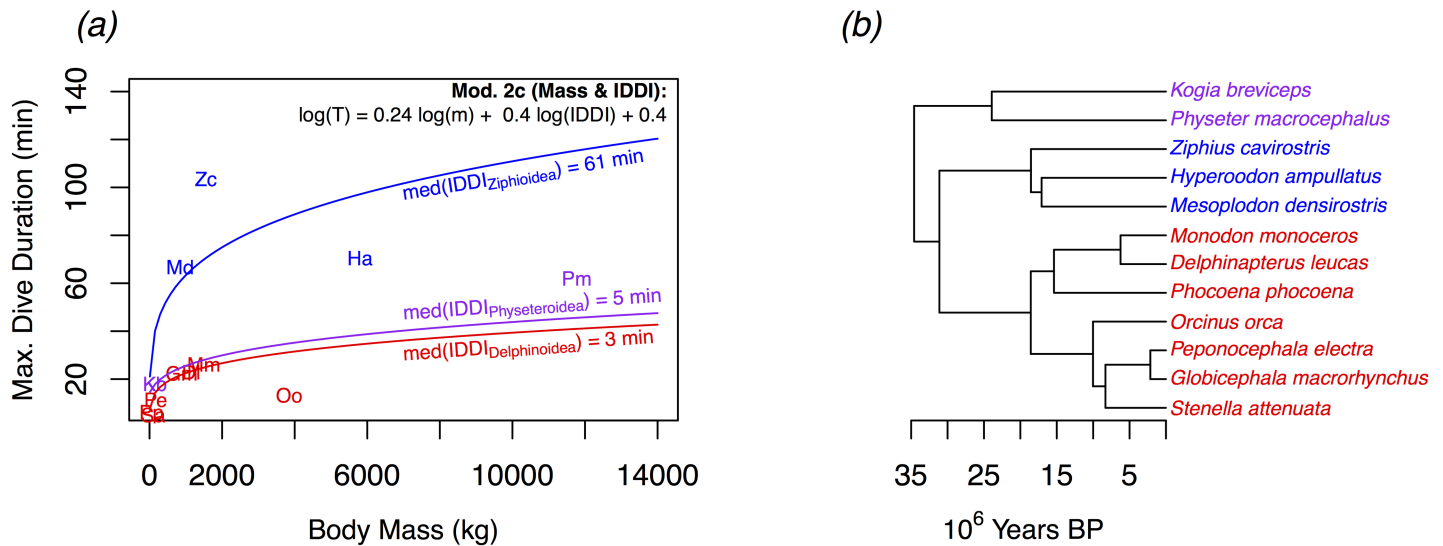 (a)
Max. Dive Duration (min)
140
100
60
20
Mod. 2c (Mass & IDDI):
log(T) = 0.24 log(m) + 0.4 log(IDDI) + 0.4
Zc
med(IDDIZiphioidea) = 61 min
Md
Ha
Pm
med(IDDIPhyseteroidea) = 5 min
med(IDDIDelphinoidea) = 3 min
Mm
Kb
Pe
Oo
Sa
0 2000 6000 10000 14000
Body Mass (kg)
(b)
Kogia breviceps
Physeter macrocephalus
Ziphius cavirostris
Hyperoodon ampullatus
Mesoplodon densirostris
Monodon monoceros
Delphinapterus leucas
Phocoena phocoena
Orcinus orca
Peponocephala electra
Globicephala macrorhynchus
Stenella attenuata
35 25 15 5
10^6 Years BP